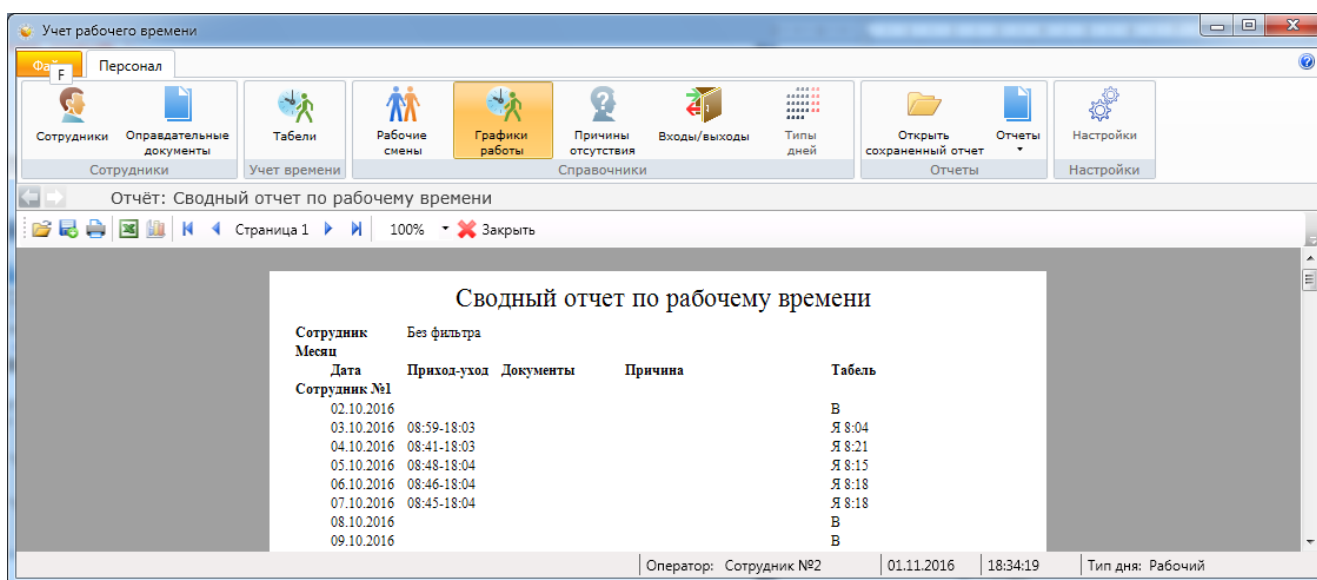 Учет рабочего времени
F
Персонал
Сотрудники
Оправдательные документы
Табели
Рабочие смены
Графики работы
Причины отсутствия
Входы/выходы
Типы дней
Открыть сохраненный отчет
Отчеты
Настройки
Сотрудники
Учет времени
Справочники
Отчеты
Настройки
Отчёт: Сводный отчет по рабочему времени
Страница 1 100% Закрыть
Сводный отчет по рабочему времени
Сотрудник Без фильтра
Месяц
Дата Приход-уход Документы Причина Табель
Сотрудник №1
02.10.2016 В
03.10.2016 08:59-18:03 Я 8:04
04.10.2016 08:41-18:03 Я 8:21
05.10.2016 08:48-18:04 Я 8:15
06.10.2016 08:46-18:04 Я 8:18
07.10.2016 08:45-18:04 Я 8:18
08.10.2016 В
09.10.2016 В
Оператор: Сотрудник №2 01.11.2016 18:34:19 Тип дня: Рабочий